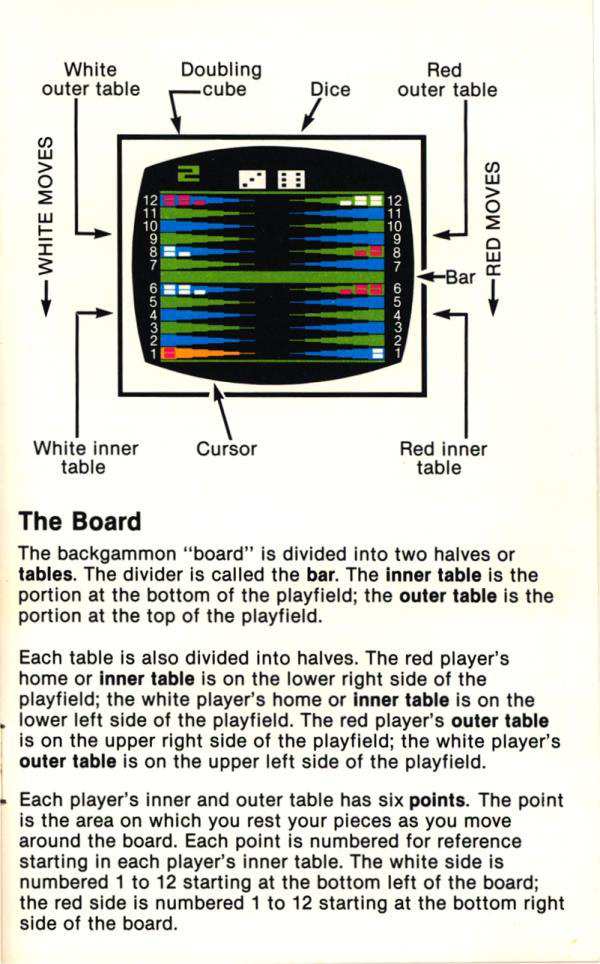 White
outer table
Doubling
cube
Dice
Red
outer table
WHITE MOVES
RED MOVES
2
12 12
11 11
10 10
9 9
8 8
7 7
Bar
6 6
5 5
4 4
3 3
2 2
1 1
White inner
table
Cursor
Red inner
table
The Board
The backgammon “board” is divided into two halves or
tables. The divider is called the bar. The inner table is the
portion at the bottom of the playfield; the outer table is the
portion at the top of the playfield.
Each table is also divided into halves. The red player's
home or inner table is on the lower right side of the
playfield; the white player's home or inner table is on the
lower left side of the playfield. The red player's outer table
is on the upper right side of the playfield; the white player's
outer table is on the upper left side of the playfield.
Each player's inner and outer table has six points. The point
is the area on which you rest your pieces as you move
around the board. Each point is numbered for reference
starting in each player's inner table. The white side is
numbered 1 to 12 starting at the bottom left of the board;
the red side is numbered 1 to 12 starting at the bottom right
side of the board.